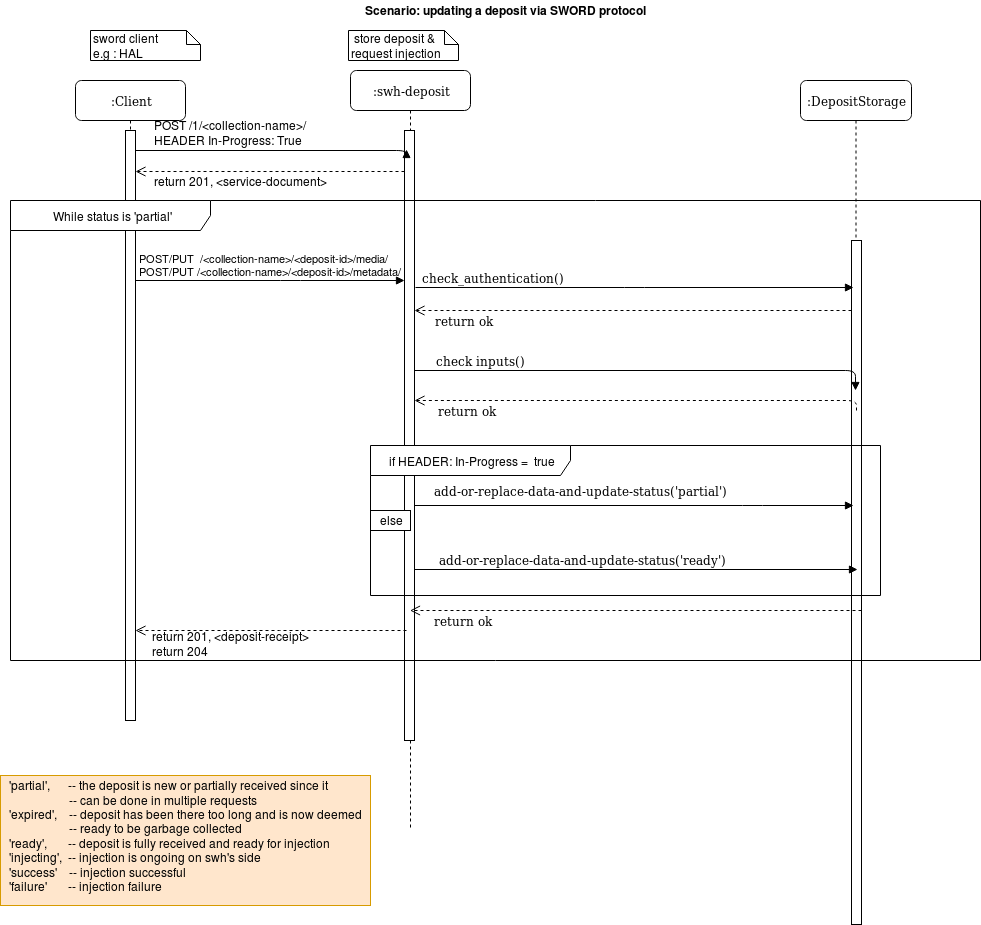 Scenario: updating a deposit via SWORD protocol
sword client
e.g : HAL
store deposit &
request injection
:Client
:swh-deposit
:DepositStorage
POST /1/<collection-name>/
HEADER In-Progress: True
return 201, <service-document>
While status is 'partial'
POST/PUT /<collection-name>/<deposit-id>/media/
POST/PUT /<collection-name>/<deposit-id>/metadata/
check_authentication()
return ok
check inputs()
return ok
if HEADER: In-Progress = true
add-or-replace-data-and-update-status('partial')
else
add-or-replace-data-and-update-status('ready')
return ok
return 201, <deposit-receipt>
return 204
'partial', -- the deposit is new or partially received since it
-- can be done in multiple requests
'expired', -- deposit has been there too long and is now deemed
-- ready to be garbage collected
'ready', -- deposit is fully received and ready for injection
'injecting', -- injection is ongoing on swh's side
'success' -- injection successful
'failure' -- injection failure